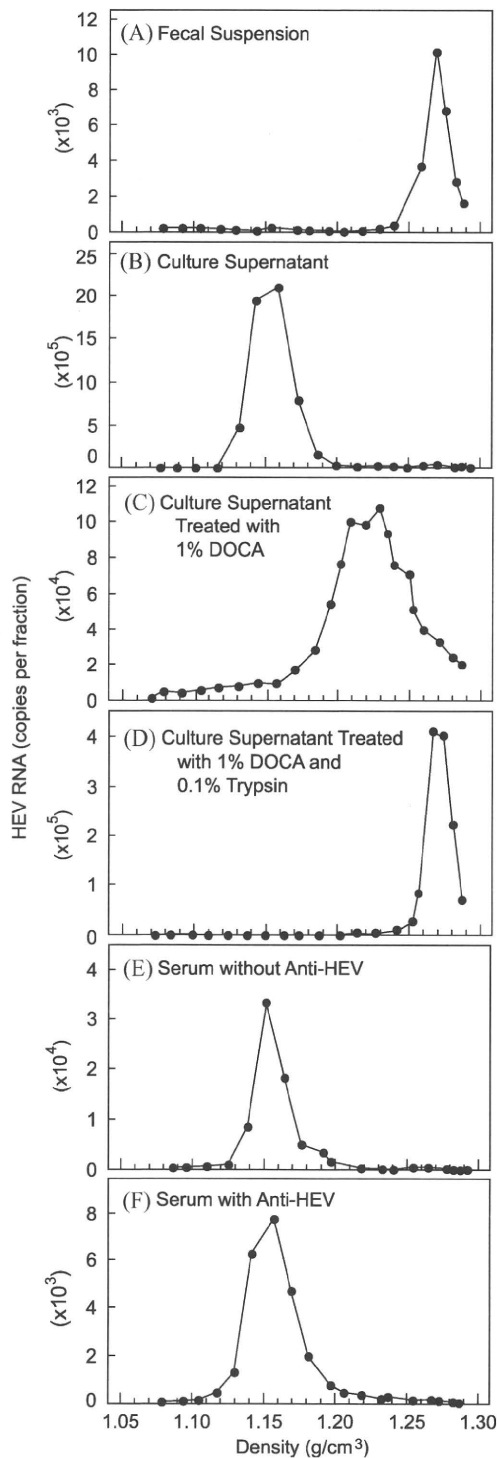 (A) Fecal Suspension
12
10
8
6
4
2
0
(x10³)
(B) Culture Supernatant
25
20
15
10
5
0
(x10⁵)
(C) Culture Supernatant
Treated with
1% DOCA
12
10
8
6
4
2
0
(x10⁴)
HEV RNA (copies per fraction)
(D) Culture Supernatant Treated
with 1% DOCA and
0.1% Trypsin
4
3
2
1
0
(x10⁵)
(E) Serum without Anti-HEV
4
3
2
1
0
(x10⁴)
(F) Serum with Anti-HEV
8
6
4
2
0
(x10³)
1.05 1.10 1.15 1.20 1.25 1.30
Density (g/cm³)